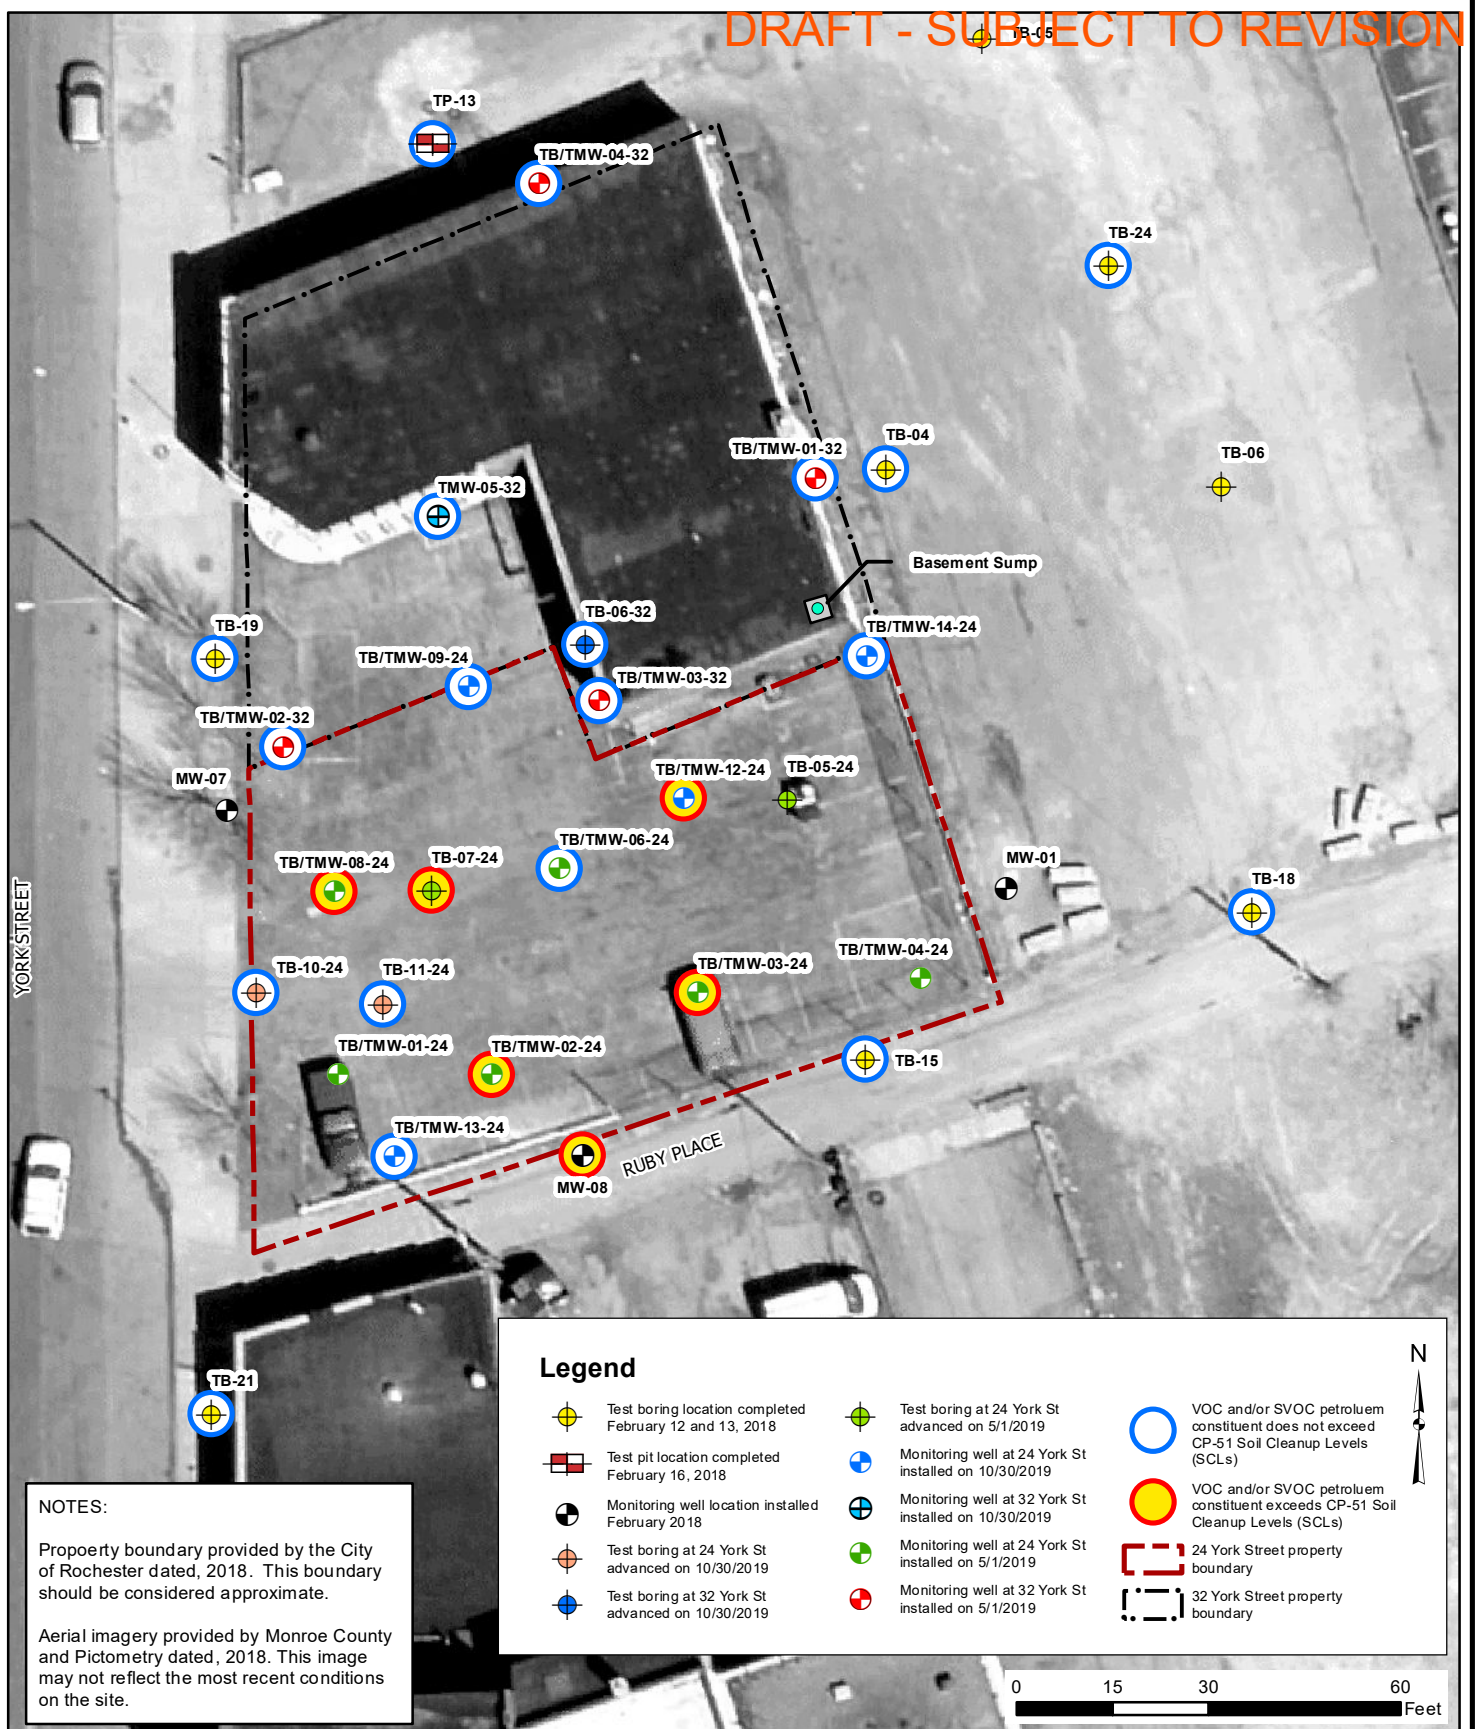 DRAFT - SUBJECT TO REVISION
TB-05
TP-13
TB/TMW-04-32
TB-24
TB-04
TB/TMW-01-32
TB-06
TMW-05-32
Basement Sump
TB-06-32
TB-19
TB/TMW-14-24
TB/TMW-09-24
TB/TMW-03-32
TB/TMW-02-32
MW-07
TB/TMW-12-24
TB-05-24
TB/TMW-06-24
TB/TMW-08-24
TB-07-24
MW-01
TB-18
YORK STREET
TB/TMW-04-24
TB/TMW-03-24
TB-10-24
TB-11-24
TB/TMW-01-24
TB/TMW-02-24
TB-15
TB/TMW-13-24
RUBY PLACE
MW-08
TB-21
Legend
Test boring location completed
February 12 and 13, 2018
Test pit location completed
February 16, 2018
Monitoring well location installed
February 2018
Test boring at 24 York St
advanced on 10/30/2019
Test boring at 32 York St
advanced on 10/30/2019
Test boring at 24 York St
advanced on 5/1/2019
Monitoring well at 24 York St
installed on 10/30/2019
Monitoring well at 32 York St
installed on 10/30/2019
Monitoring well at 24 York St
installed on 5/1/2019
Monitoring well at 32 York St
installed on 5/1/2019
VOC and/or SVOC petroluem
constituent does not exceed
CP-51 Soil Cleanup Levels
(SCLs)
VOC and/or SVOC petroluem
constituent exceeds CP-51 Soil
Cleanup Levels (SCLs)
24 York Street property
boundary
32 York Street property
boundary
N
NOTES:
Propoerty boundary provided by the City
of Rochester dated, 2018. This boundary
should be considered approximate.
Aerial imagery provided by Monroe County
and Pictometry dated, 2018. This image
may not reflect the most recent conditions
on the site.
0 15 30 60
Feet